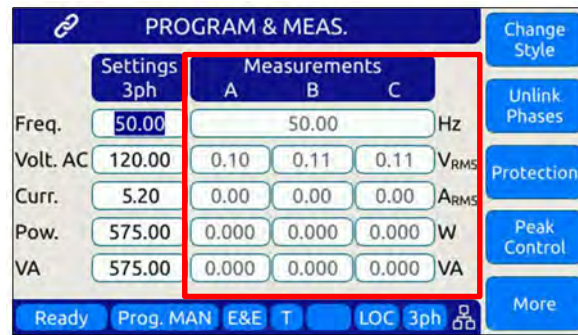 PROGRAM & MEAS.
Change Style
Settings 3ph
Measurements
A B C
Unlink Phases
Freq. 50.00 50.00 Hz
Volt. AC 120.00 0.10 0.11 0.11 VRMS
Protection
Curr. 5.20 0.00 0.00 0.00 ARMS
Pow. 575.00 0.000 0.000 0.000 W
Peak Control
VA 575.00 0.000 0.000 0.000 VA
More
Ready Prog. MAN E&E T LOC 3ph